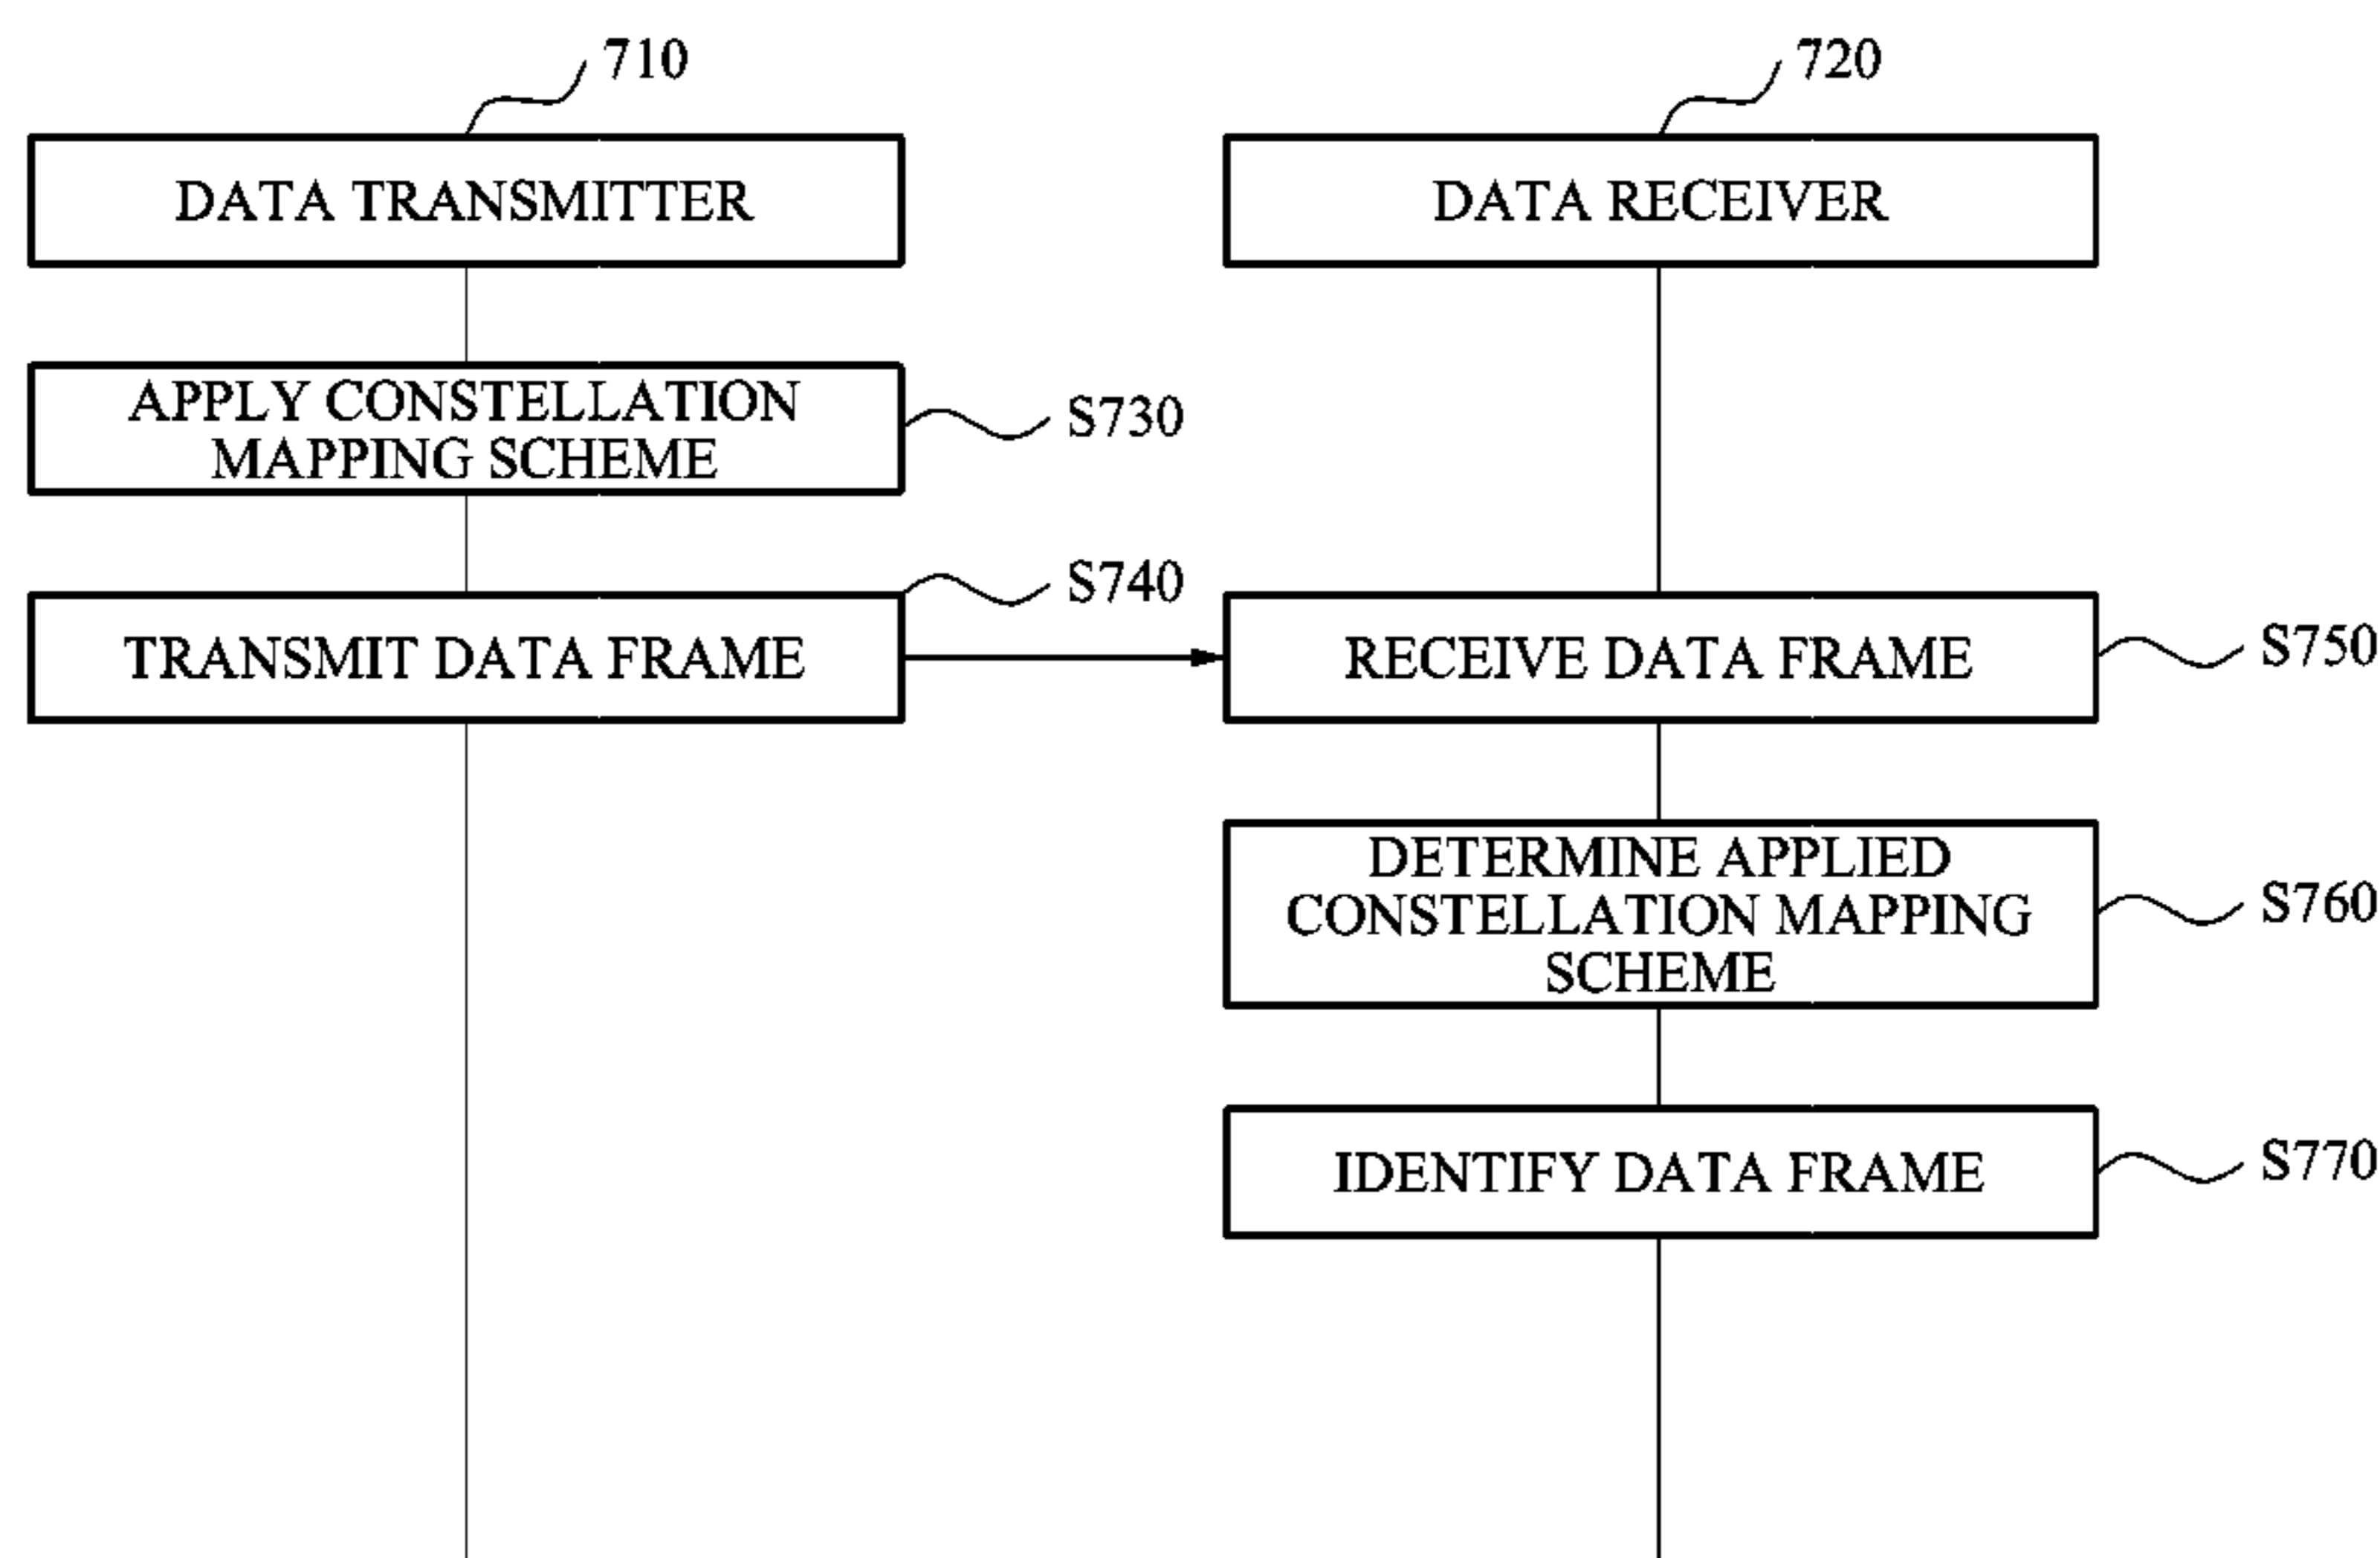 710
720
DATA TRANSMITTER
DATA RECEIVER
APPLY CONSTELLATION
MAPPING SCHEME
S730
S740
TRANSMIT DATA FRAME
RECEIVE DATA FRAME
S750
DETERMINE APPLIED
CONSTELLATION MAPPING
SCHEME
S760
IDENTIFY DATA FRAME
S770